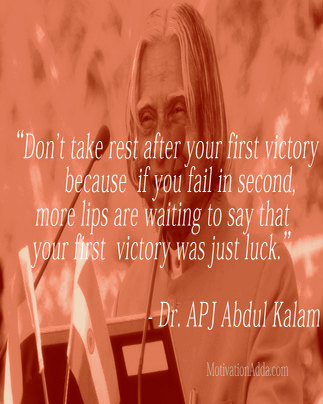 “Don’t take rest after your first victory
because if you fail in second,
more lips are waiting to say that
your first victory was just luck.”
- Dr. APJ Abdul Kalam
MotivationAdda.com